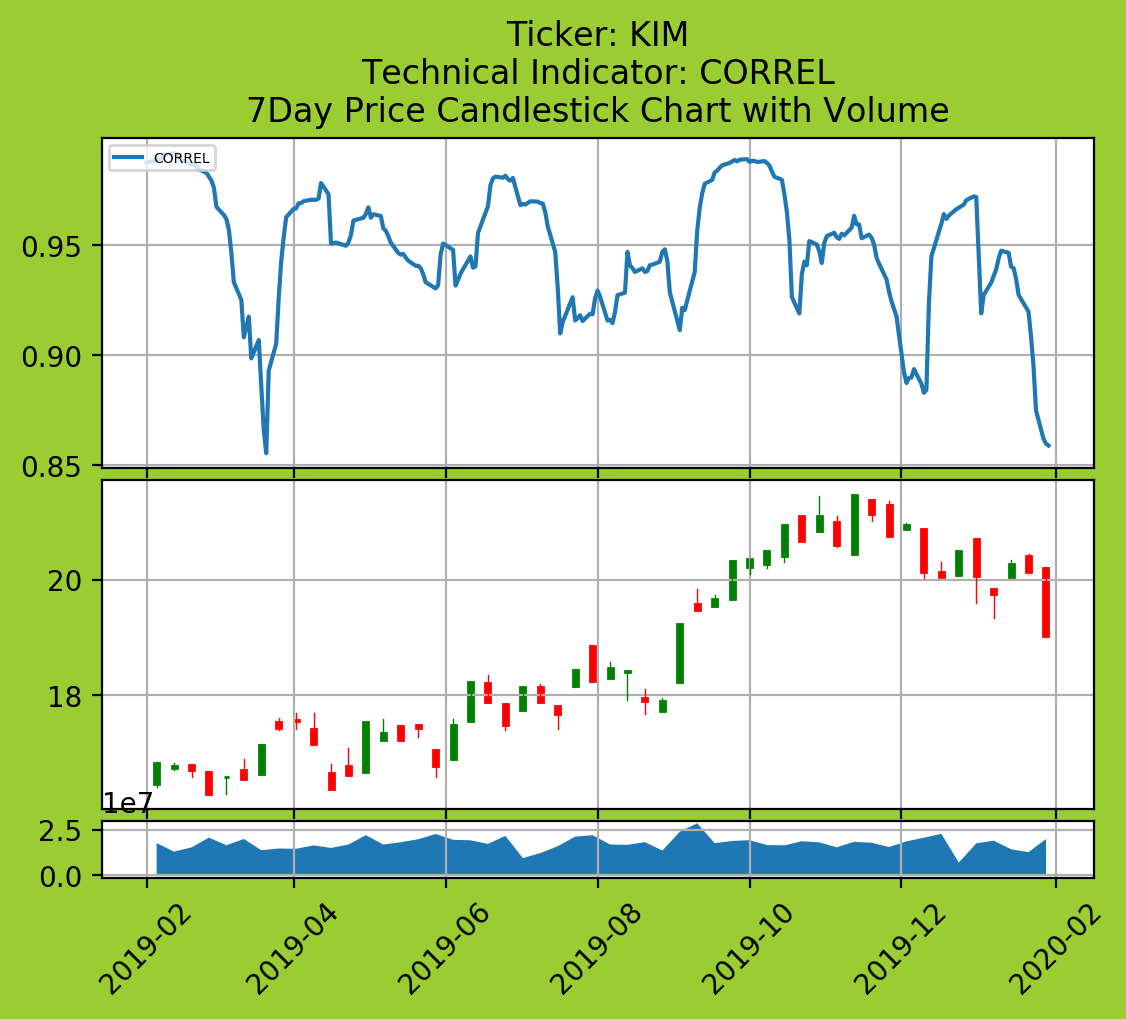 Ticker: KIM
Technical Indicator: CORREL
7Day Price Candlestick Chart with Volume
CORREL
0.95
0.90
0.85
20
18
1e7
2.5
0.0
2019-02
2019-04
2019-06
2019-08
2019-10
2019-12
2020-02